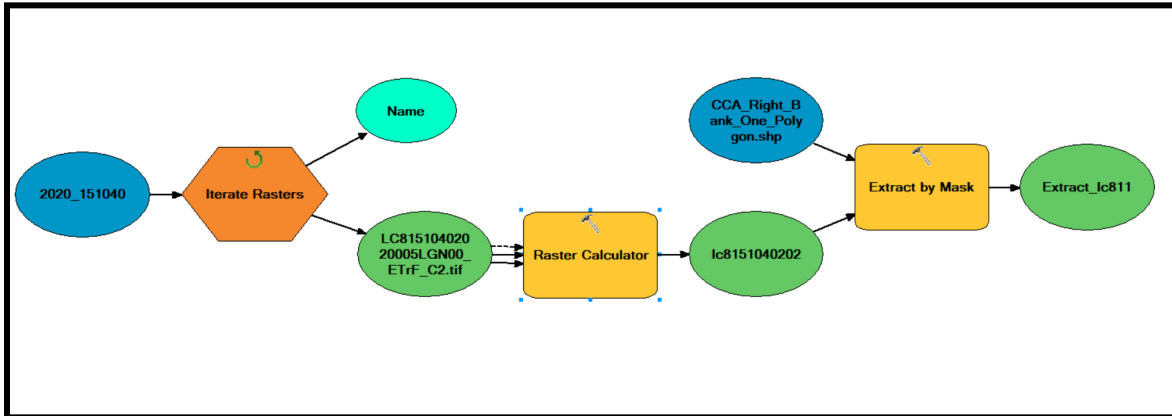 Name
CCA_Right_B
ank_One_Poly
gon.shp
2020_151040
Iterate Rasters
Extract by Mask
Extract_lc811
LC815104020
20005LGN00_
ETrF_C2.tif
Raster Calculator
lc8151040202